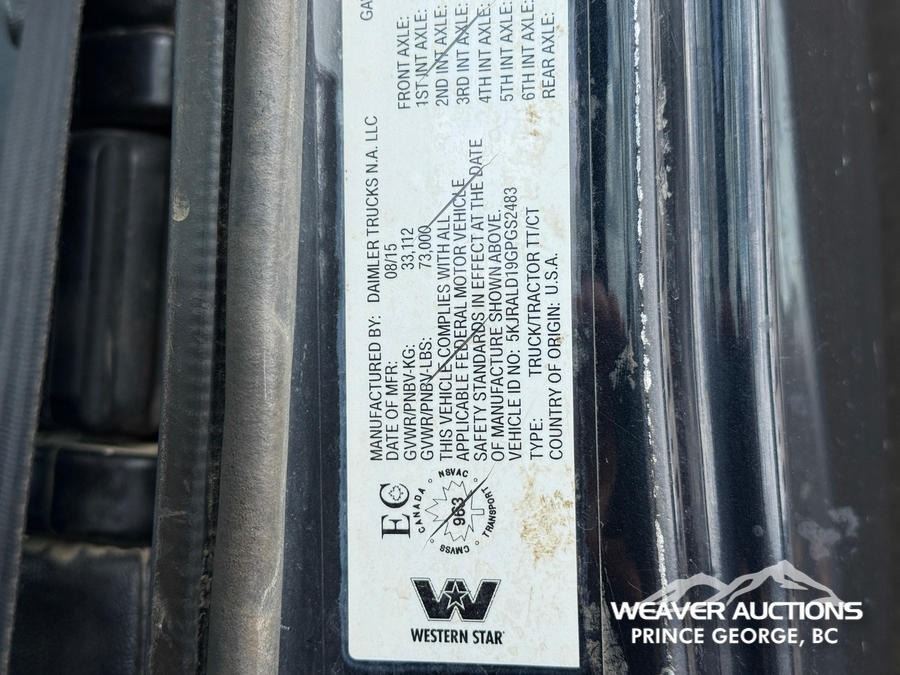 MANUFACTURED BY: DAIMLER TRUCKS N.A. LLC
DATE OF MFR: 08/15
GVWR/PNBV-KG: 33,112
GVWR/PNBV-LBS: 73,000
THIS VEHICLE COMPLIES WITH ALL
APPLICABLE FEDERAL MOTOR VEHICLE
SAFETY STANDARDS IN EFFECT AT THE DATE
OF MANUFACTURE SHOWN ABOVE.
VEHICLE ID NO: 5KJRALD19GPGS2483
TYPE: TRUCK/TRACTOR TT/CT
COUNTRY OF ORIGIN: U.S.A.
GA
FRONT AXLE:
1ST INT AXLE:
2ND INT AXLE:
3RD INT AXLE:
4TH INT AXLE:
5TH INT AXLE:
6TH INT AXLE:
REAR AXLE:
EC
CANADA
NSVAC
963
CMVSS
TRANSPORT
WESTERN STAR
WEAVER AUCTIONS
PRINCE GEORGE, BC